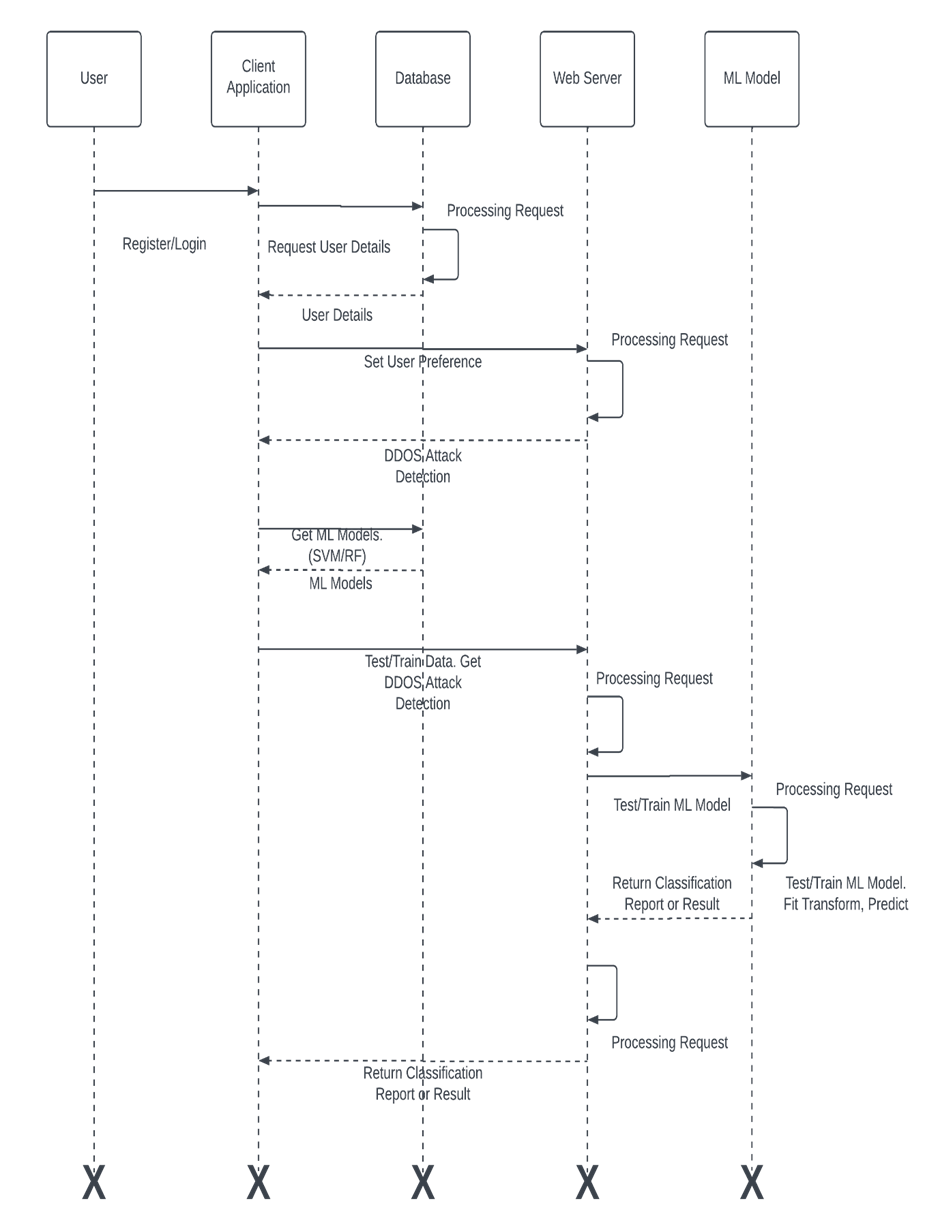 User
Client
Application
Database
Web Server
ML Model
Processing Request
Register/Login
Request User Details
User Details
Processing Request
Set User Preference
DDOS Attack
Detection
Get ML Models.
(SVM/RF)
ML Models
Test/Train Data. Get
DDOS Attack
Detection
Processing Request
Processing Request
Test/Train ML Model
Return Classification
Report or Result
Test/Train ML Model.
Fit Transform, Predict
Processing Request
Return Classification
Report or Result
X X X X X